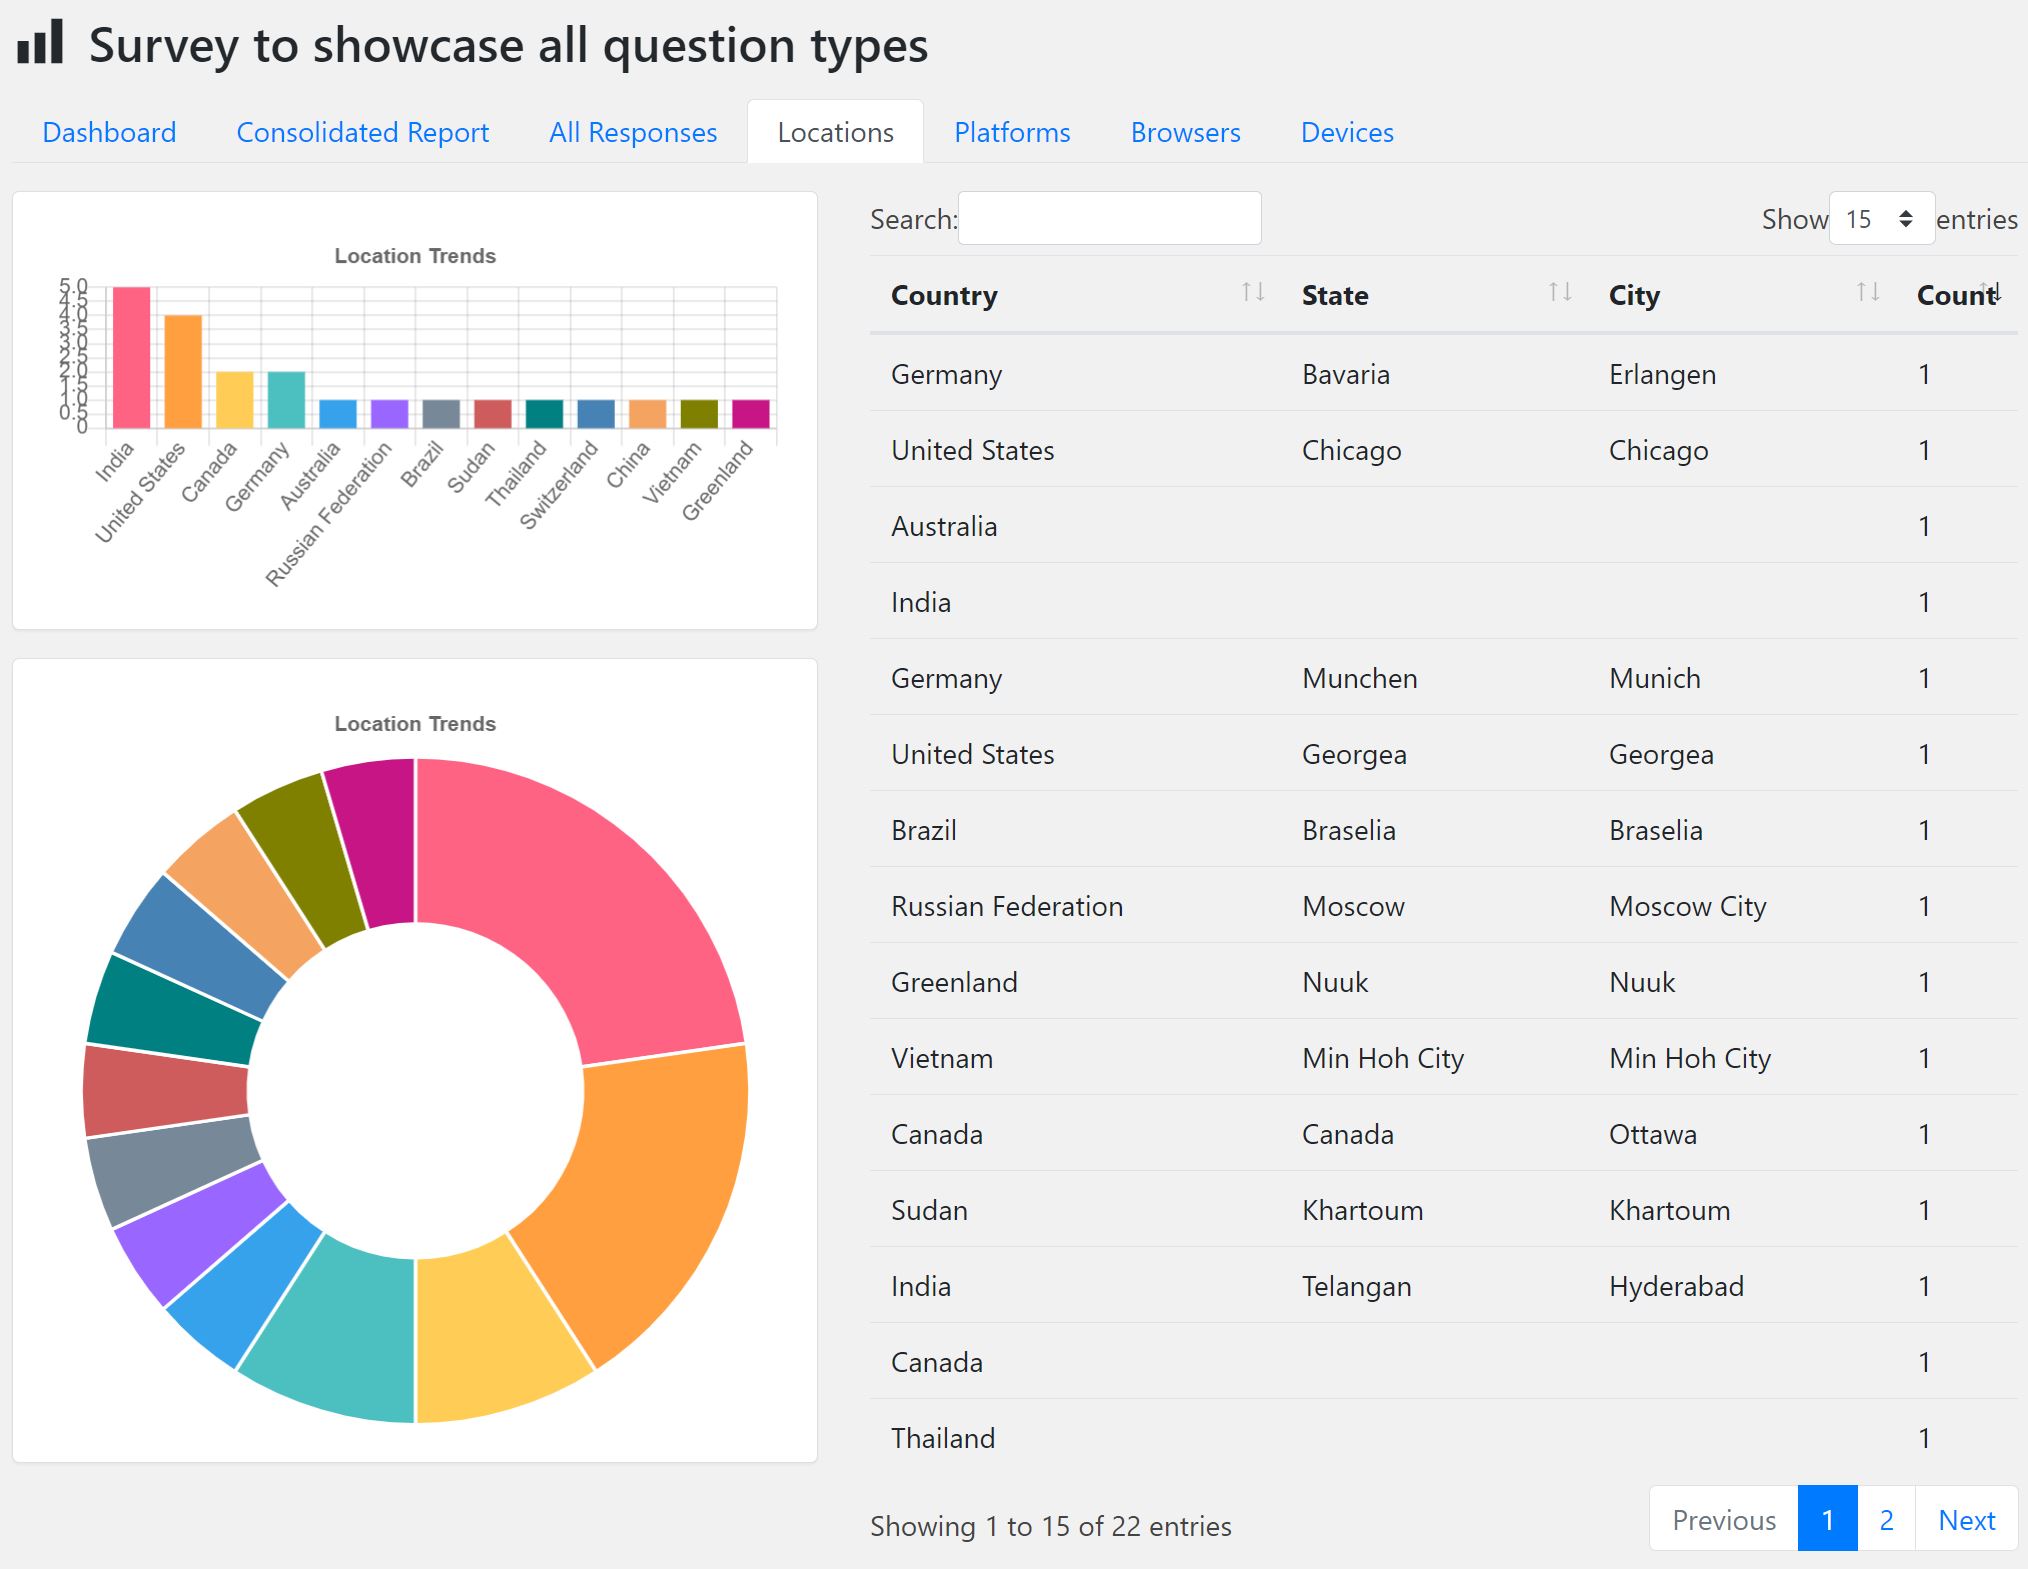 Survey to showcase all question types
Dashboard Consolidated Report All Responses Locations Platforms Browsers Devices
Location Trends
5.0
4.5
4.0
3.5
3.0
2.5
2.0
1.5
1.0
0.5
0
India United States Canada Germany Australia Russian Federation Brazil Sudan Thailand Switzerland China Vietnam Greenland
Location Trends
Search: Show 15 entries
Country State City Count
Germany Bavaria Erlangen 1
United States Chicago Chicago 1
Australia 1
India 1
Germany Munchen Munich 1
United States Georgea Georgea 1
Brazil Braselia Braselia 1
Russian Federation Moscow Moscow City 1
Greenland Nuuk Nuuk 1
Vietnam Min Hoh City Min Hoh City 1
Canada Canada Ottawa 1
Sudan Khartoum Khartoum 1
India Telangan Hyderabad 1
Canada 1
Thailand 1
Showing 1 to 15 of 22 entries
Previous 1 2 Next